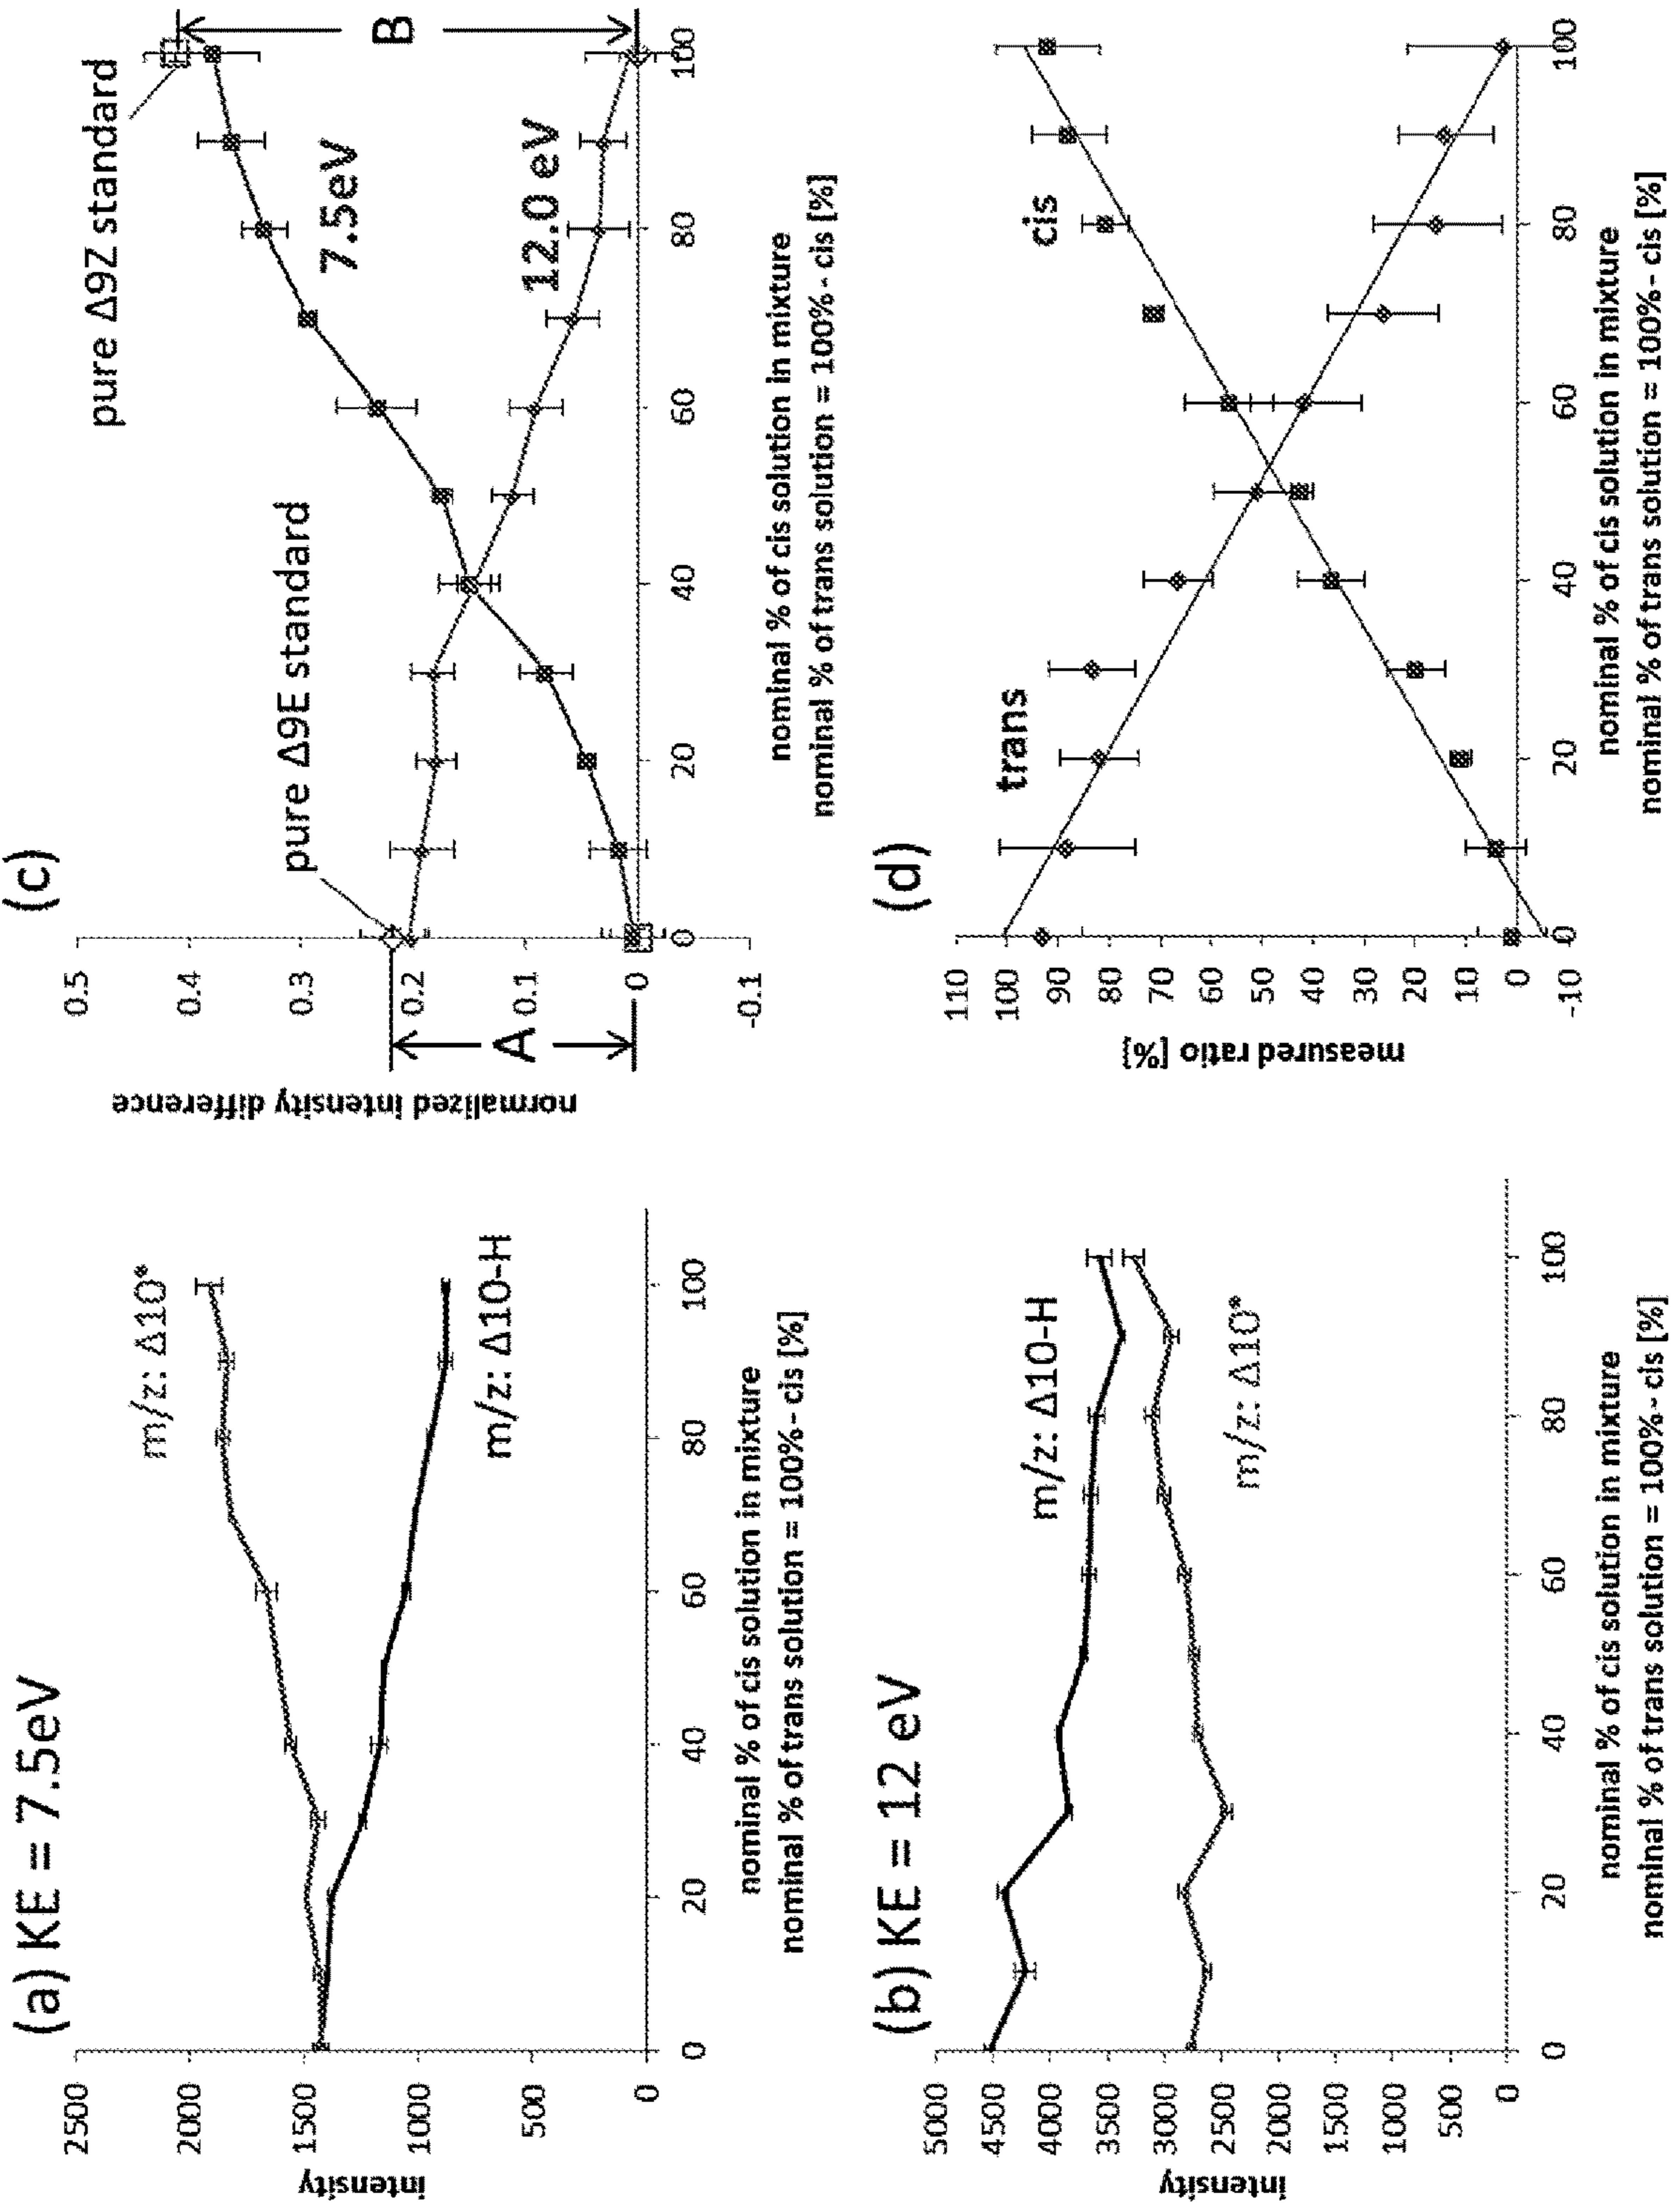 (a) KE = 7.5eV
2500
2000
1500
1000
500
0
intensity
m/z: Δ10*
m/z: Δ10-H
0
20
40
60
80
100
nominal % of cis solution in mixture
nominal % of trans solution = 100%- cis [%]
(b) KE = 12 eV
5000
4500
4000
3500
3000
2500
2000
1500
1000
500
0
intensity
m/z: Δ10-H
m/z: Δ10*
0
20
40
60
80
100
nominal % of cis solution in mixture
nominal % of trans solution = 100%- cis [%]
(c)
0.5
0.4
0.3
0.2
0.1
0
-0.1
normalized intensity difference
A
pure Δ9E standard
pure Δ9Z standard
B
7.5eV
12.0 eV
0
20
40
60
80
100
nominal % of cis solution in mixture
nominal % of trans solution = 100%- cis [%]
(d)
110
100
90
80
70
60
50
40
30
20
10
0
-10
measured ratio [%]
trans
cis
0
20
40
60
80
100
nominal % of cis solution in mixture
nominal % of trans solution = 100%- cis [%]